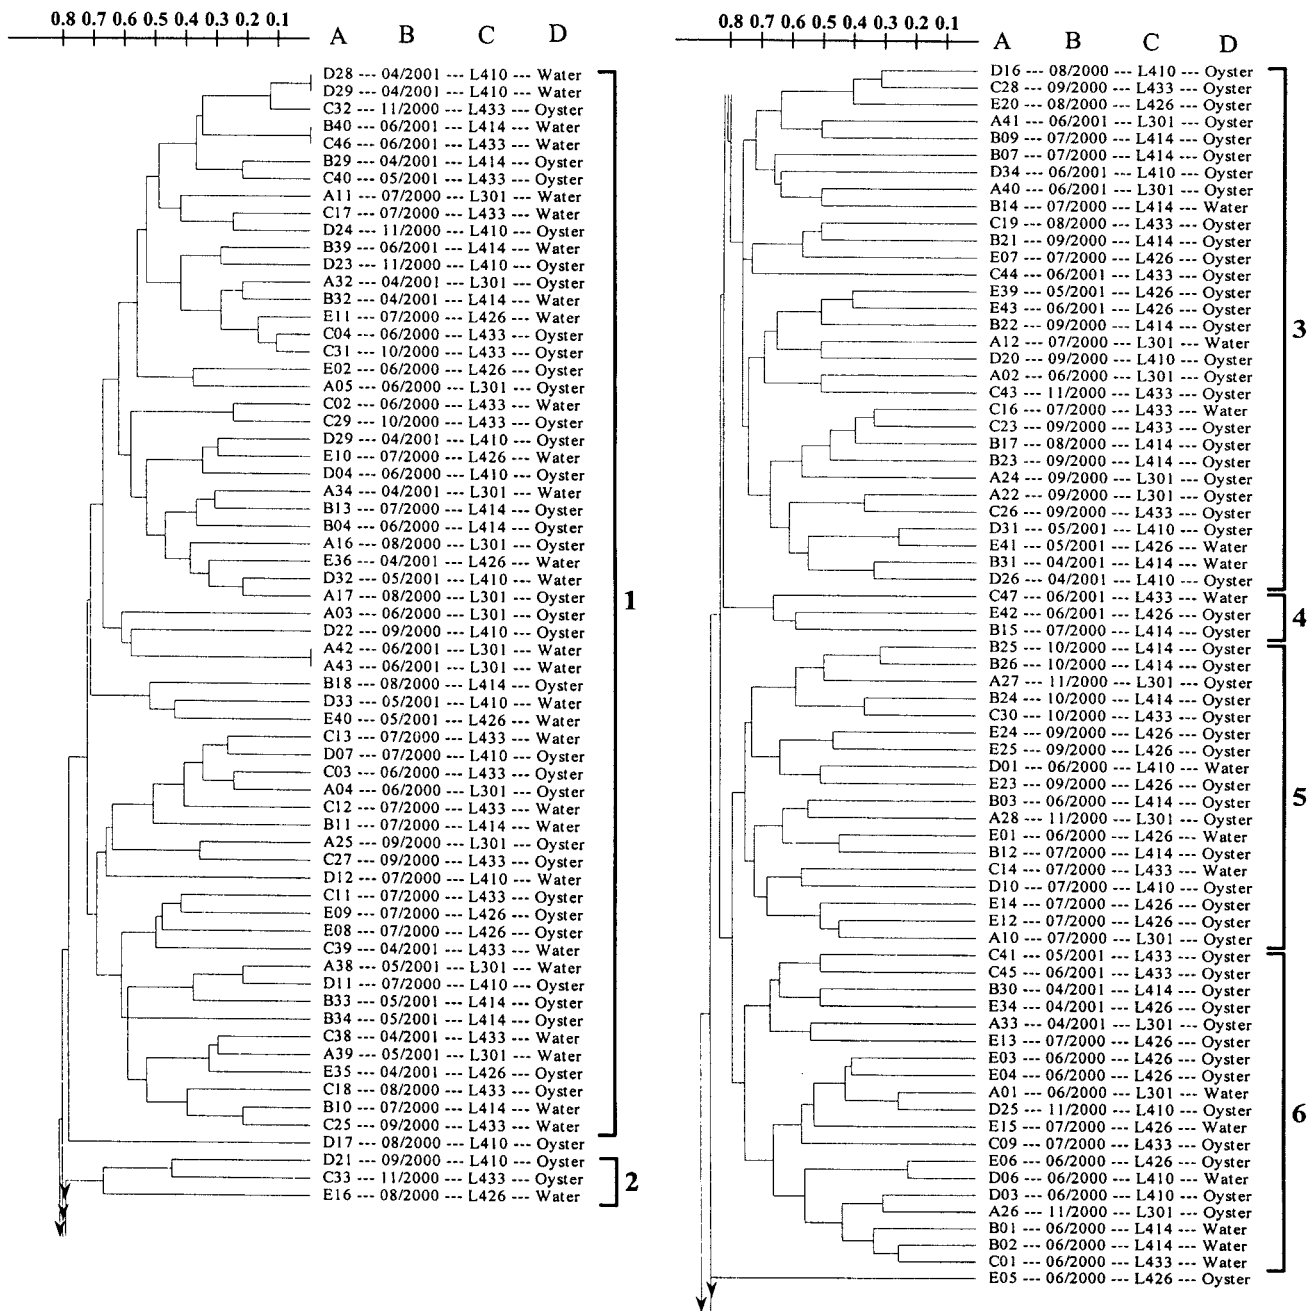 0.8 0.7 0.6 0.5 0.4 0.3 0.2 0.1
A B C D
D28 --- 04/2001 --- L410 --- Water
D29 --- 04/2001 --- L410 --- Water
C32 --- 11/2000 --- L433 --- Oyster
B40 --- 06/2001 --- L414 --- Water
C46 --- 06/2001 --- L433 --- Water
B29 --- 04/2001 --- L414 --- Oyster
C40 --- 05/2001 --- L433 --- Oyster
A11 --- 07/2000 --- L301 --- Water
C17 --- 07/2000 --- L433 --- Water
D24 --- 11/2000 --- L410 --- Oyster
B39 --- 06/2001 --- L414 --- Water
D23 --- 11/2000 --- L410 --- Oyster
A32 --- 04/2001 --- L301 --- Oyster
B32 --- 04/2001 --- L414 --- Water
E11 --- 07/2000 --- L426 --- Water
C04 --- 06/2000 --- L433 --- Oyster
C31 --- 10/2000 --- L433 --- Oyster
E02 --- 06/2000 --- L426 --- Oyster
A05 --- 06/2000 --- L301 --- Oyster
C02 --- 06/2000 --- L433 --- Water
C29 --- 10/2000 --- L433 --- Oyster
D29 --- 04/2001 --- L410 --- Oyster
E10 --- 07/2000 --- L426 --- Water
D04 --- 06/2000 --- L410 --- Oyster
A34 --- 04/2001 --- L301 --- Water
B13 --- 07/2000 --- L414 --- Oyster
B04 --- 06/2000 --- L414 --- Oyster
A16 --- 08/2000 --- L301 --- Oyster
E36 --- 04/2001 --- L426 --- Water
D32 --- 05/2001 --- L410 --- Water
A17 --- 08/2000 --- L301 --- Oyster
A03 --- 06/2000 --- L301 --- Oyster
D22 --- 09/2000 --- L410 --- Oyster
A42 --- 06/2001 --- L301 --- Water
A43 --- 06/2001 --- L301 --- Water
B18 --- 08/2000 --- L414 --- Oyster
D33 --- 05/2001 --- L410 --- Water
E40 --- 05/2001 --- L426 --- Water
C13 --- 07/2000 --- L433 --- Water
D07 --- 07/2000 --- L410 --- Oyster
C03 --- 06/2000 --- L433 --- Oyster
A04 --- 06/2000 --- L301 --- Oyster
C12 --- 07/2000 --- L433 --- Water
B11 --- 07/2000 --- L414 --- Water
A25 --- 09/2000 --- L301 --- Oyster
C27 --- 09/2000 --- L433 --- Oyster
D12 --- 07/2000 --- L410 --- Water
C11 --- 07/2000 --- L433 --- Oyster
E09 --- 07/2000 --- L426 --- Oyster
E08 --- 07/2000 --- L426 --- Oyster
C39 --- 04/2001 --- L433 --- Water
A38 --- 05/2001 --- L301 --- Water
D11 --- 07/2000 --- L410 --- Oyster
B33 --- 05/2001 --- L414 --- Oyster
B34 --- 05/2001 --- L414 --- Oyster
C38 --- 04/2001 --- L433 --- Water
A39 --- 05/2001 --- L301 --- Water
E35 --- 04/2001 --- L426 --- Oyster
C18 --- 08/2000 --- L433 --- Oyster
B10 --- 07/2000 --- L414 --- Water
C25 --- 09/2000 --- L433 --- Water
D17 --- 08/2000 --- L410 --- Oyster
D21 --- 09/2000 --- L410 --- Oyster
C33 --- 11/2000 --- L433 --- Oyster
E16 --- 08/2000 --- L426 --- Water
1
2
0.8 0.7 0.6 0.5 0.4 0.3 0.2 0.1
A B C D
D16 --- 08/2000 --- L410 --- Oyster
C28 --- 09/2000 --- L433 --- Oyster
E20 --- 08/2000 --- L426 --- Oyster
A41 --- 06/2001 --- L301 --- Oyster
B09 --- 07/2000 --- L414 --- Oyster
B07 --- 07/2000 --- L414 --- Oyster
D34 --- 06/2001 --- L410 --- Oyster
A40 --- 06/2001 --- L301 --- Oyster
B14 --- 07/2000 --- L414 --- Water
C19 --- 08/2000 --- L433 --- Oyster
B21 --- 09/2000 --- L414 --- Oyster
E07 --- 07/2000 --- L426 --- Oyster
C44 --- 06/2001 --- L433 --- Oyster
E39 --- 05/2001 --- L426 --- Oyster
E43 --- 06/2001 --- L426 --- Oyster
B22 --- 09/2000 --- L414 --- Oyster
A12 --- 07/2000 --- L301 --- Water
D20 --- 09/2000 --- L410 --- Oyster
A02 --- 06/2000 --- L301 --- Oyster
C43 --- 11/2000 --- L433 --- Oyster
C16 --- 07/2000 --- L433 --- Water
C23 --- 09/2000 --- L433 --- Oyster
B17 --- 08/2000 --- L414 --- Oyster
B23 --- 09/2000 --- L414 --- Oyster
A24 --- 09/2000 --- L301 --- Oyster
A22 --- 09/2000 --- L301 --- Oyster
C26 --- 09/2000 --- L433 --- Oyster
D31 --- 05/2001 --- L410 --- Oyster
E41 --- 05/2001 --- L426 --- Water
B31 --- 04/2001 --- L414 --- Water
D26 --- 04/2001 --- L410 --- Oyster
C47 --- 06/2001 --- L433 --- Water
E42 --- 06/2001 --- L426 --- Oyster
B15 --- 07/2000 --- L414 --- Oyster
B25 --- 10/2000 --- L414 --- Oyster
B26 --- 10/2000 --- L414 --- Oyster
A27 --- 11/2000 --- L301 --- Oyster
B24 --- 10/2000 --- L414 --- Oyster
C30 --- 10/2000 --- L433 --- Oyster
E24 --- 09/2000 --- L426 --- Oyster
E25 --- 09/2000 --- L426 --- Oyster
D01 --- 06/2000 --- L410 --- Water
E23 --- 09/2000 --- L426 --- Oyster
B03 --- 06/2000 --- L414 --- Oyster
A28 --- 11/2000 --- L301 --- Oyster
E01 --- 06/2000 --- L426 --- Water
B12 --- 07/2000 --- L414 --- Oyster
C14 --- 07/2000 --- L433 --- Water
D10 --- 07/2000 --- L410 --- Oyster
E14 --- 07/2000 --- L426 --- Oyster
E12 --- 07/2000 --- L426 --- Oyster
A10 --- 07/2000 --- L301 --- Oyster
C41 --- 05/2001 --- L433 --- Oyster
C45 --- 06/2001 --- L433 --- Oyster
B30 --- 04/2001 --- L414 --- Oyster
E34 --- 04/2001 --- L426 --- Oyster
A33 --- 04/2001 --- L301 --- Oyster
E13 --- 07/2000 --- L426 --- Oyster
E03 --- 06/2000 --- L426 --- Oyster
E04 --- 06/2000 --- L426 --- Oyster
A01 --- 06/2000 --- L301 --- Water
D25 --- 11/2000 --- L410 --- Oyster
E15 --- 07/2000 --- L426 --- Water
C09 --- 07/2000 --- L433 --- Oyster
E06 --- 06/2000 --- L426 --- Oyster
D06 --- 06/2000 --- L410 --- Water
D03 --- 06/2000 --- L410 --- Oyster
A26 --- 11/2000 --- L301 --- Oyster
B01 --- 06/2000 --- L414 --- Water
B02 --- 06/2000 --- L414 --- Water
C01 --- 06/2000 --- L433 --- Water
E05 --- 06/2000 --- L426 --- Oyster
3
4
5
6